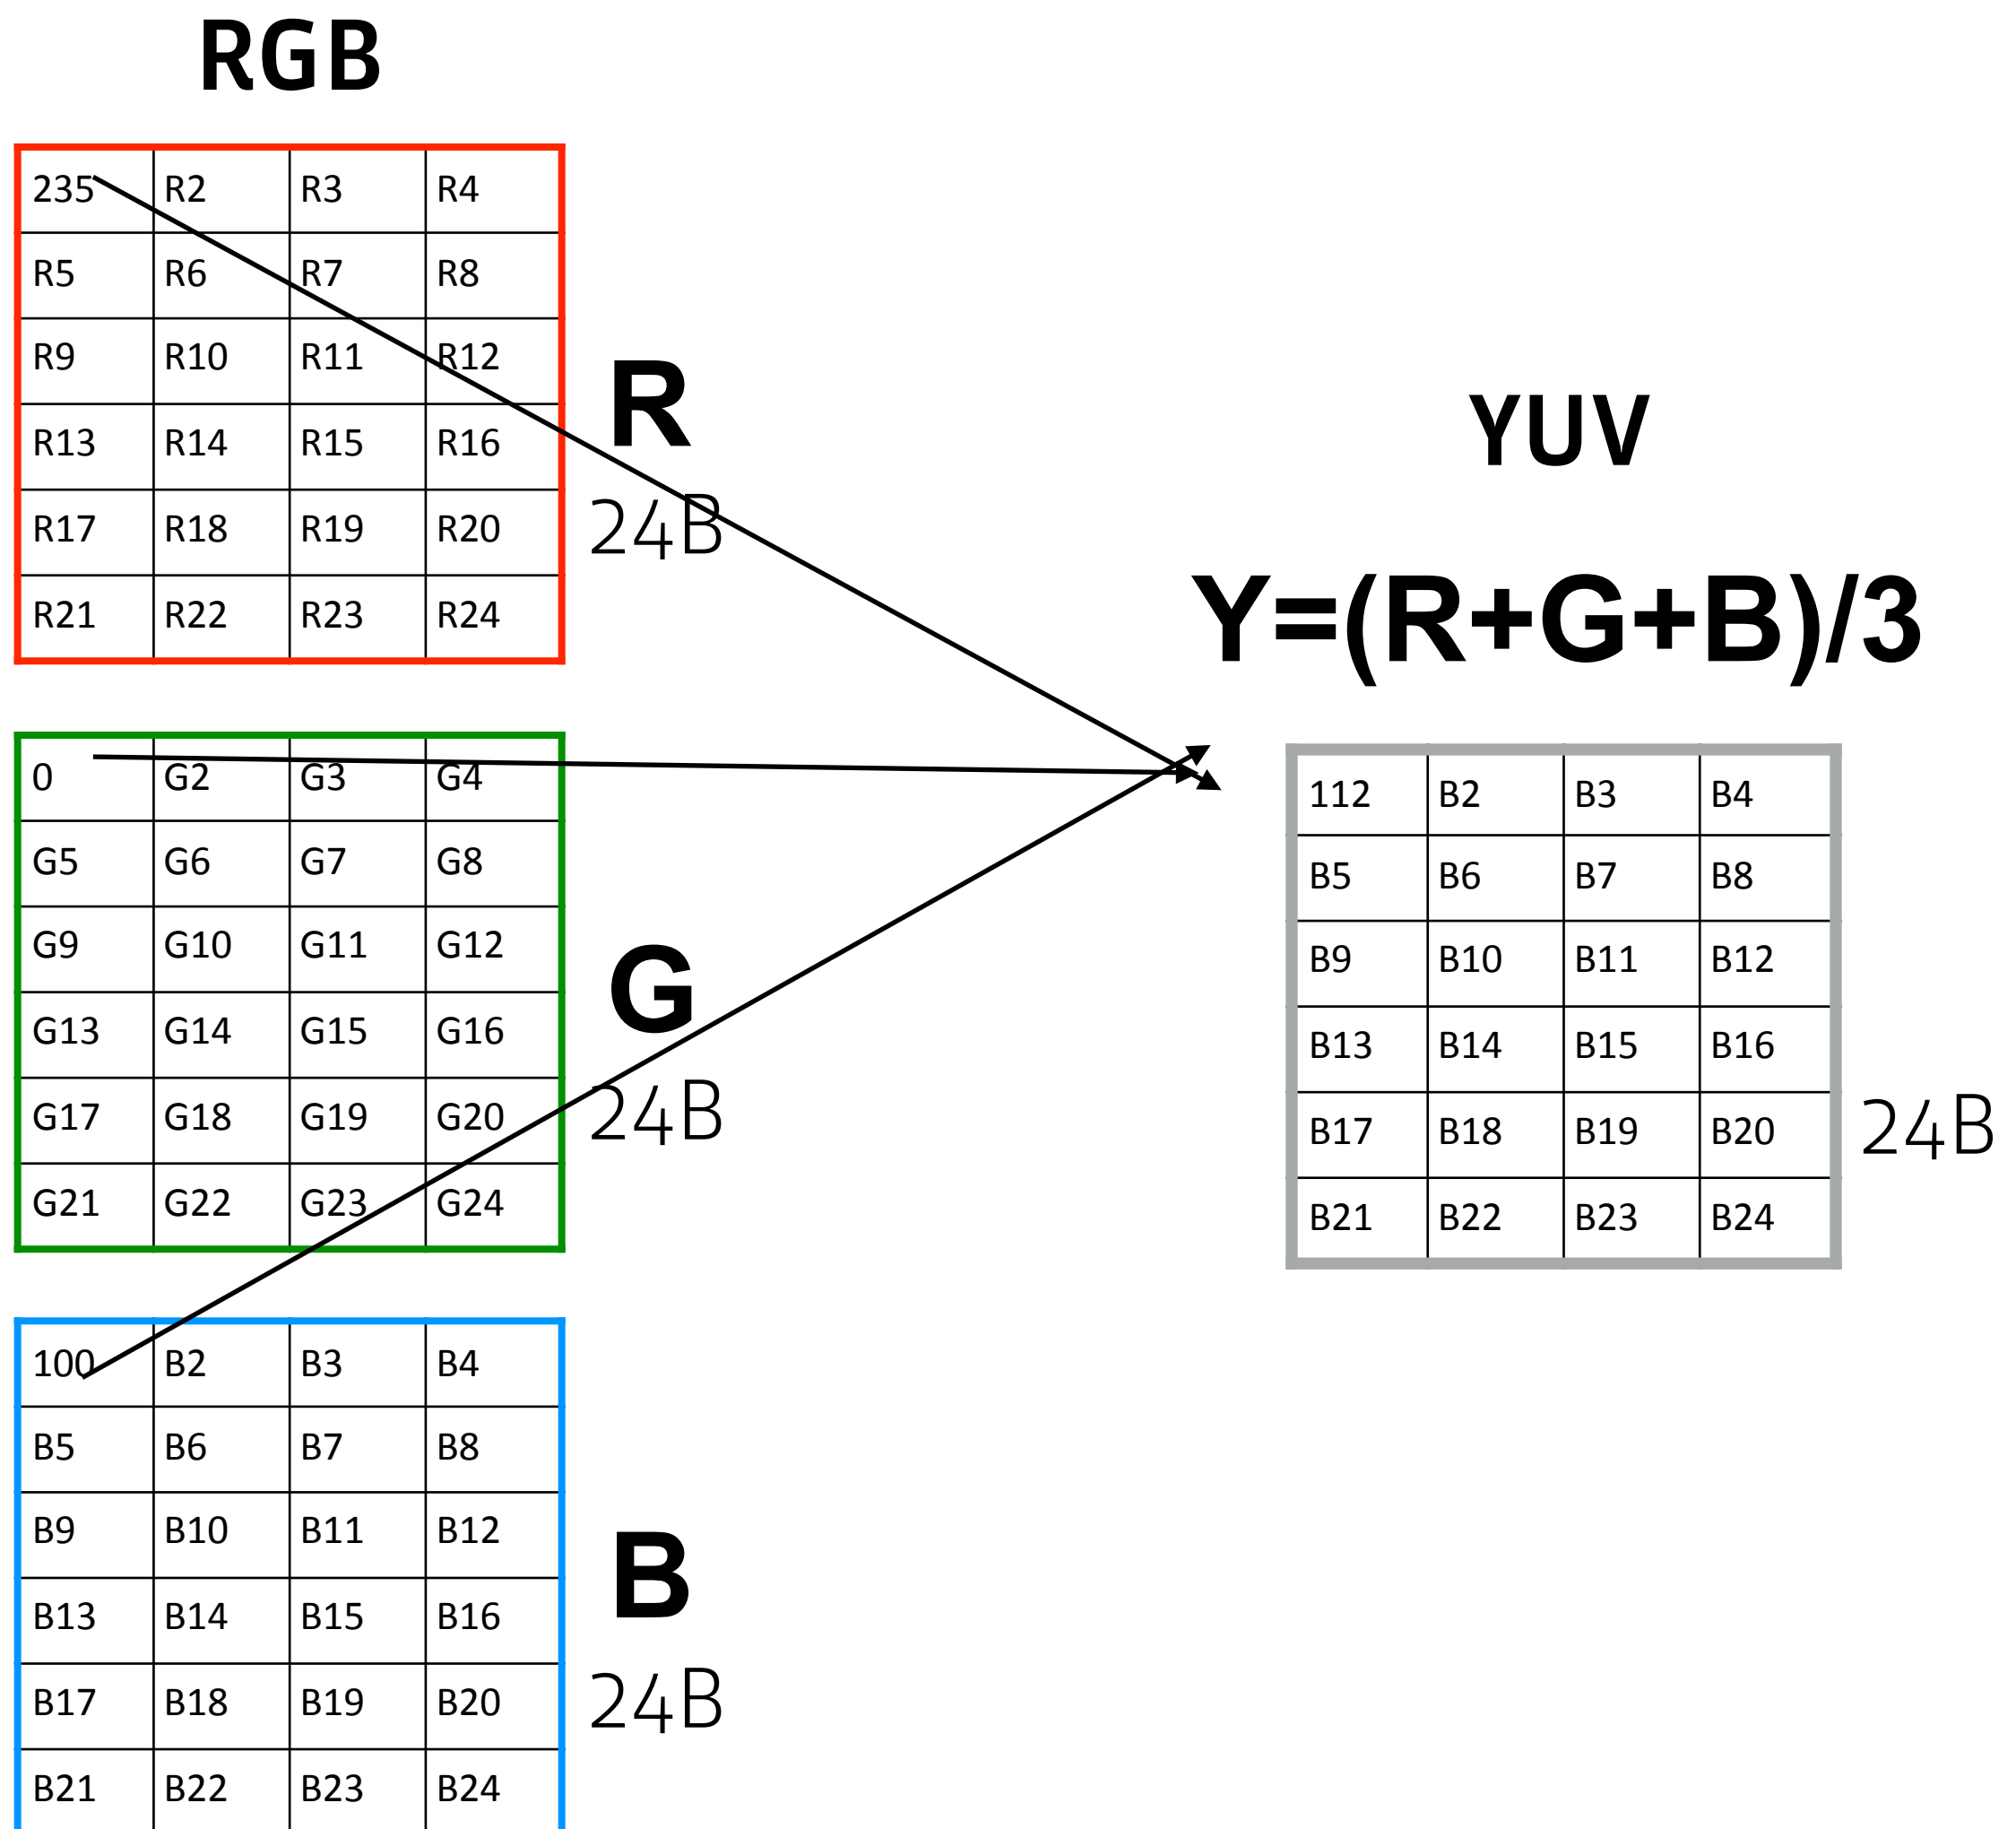 RGB
235 R2 R3 R4
R5 R6 R7 R8
R9 R10 R11 R12
R13 R14 R15 R16
R17 R18 R19 R20
R21 R22 R23 R24
R
24B
0 G2 G3 G4
G5 G6 G7 G8
G9 G10 G11 G12
G13 G14 G15 G16
G17 G18 G19 G20
G21 G22 G23 G24
G
24B
100 B2 B3 B4
B5 B6 B7 B8
B9 B10 B11 B12
B13 B14 B15 B16
B17 B18 B19 B20
B21 B22 B23 B24
B
24B
YUV
Y=(R+G+B)/3
112 B2 B3 B4
B5 B6 B7 B8
B9 B10 B11 B12
B13 B14 B15 B16
B17 B18 B19 B20
B21 B22 B23 B24
24B